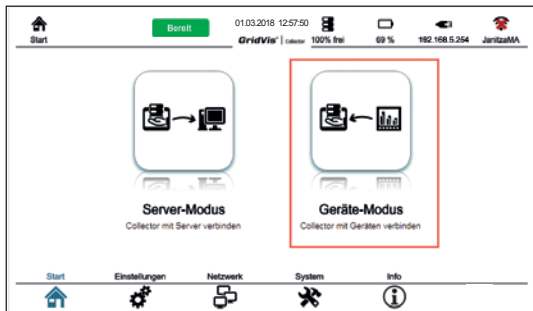 Start
Bereit
01.03.2018 12:57:50
GridVis® | Collector
100% frei
69 %
192.168.5.254
JanitzaMA
Server-Modus
Collector mit Server verbinden
Geräte-Modus
Collector mit Geräten verbinden
Start
Einstellungen
Netzwerk
System
Info